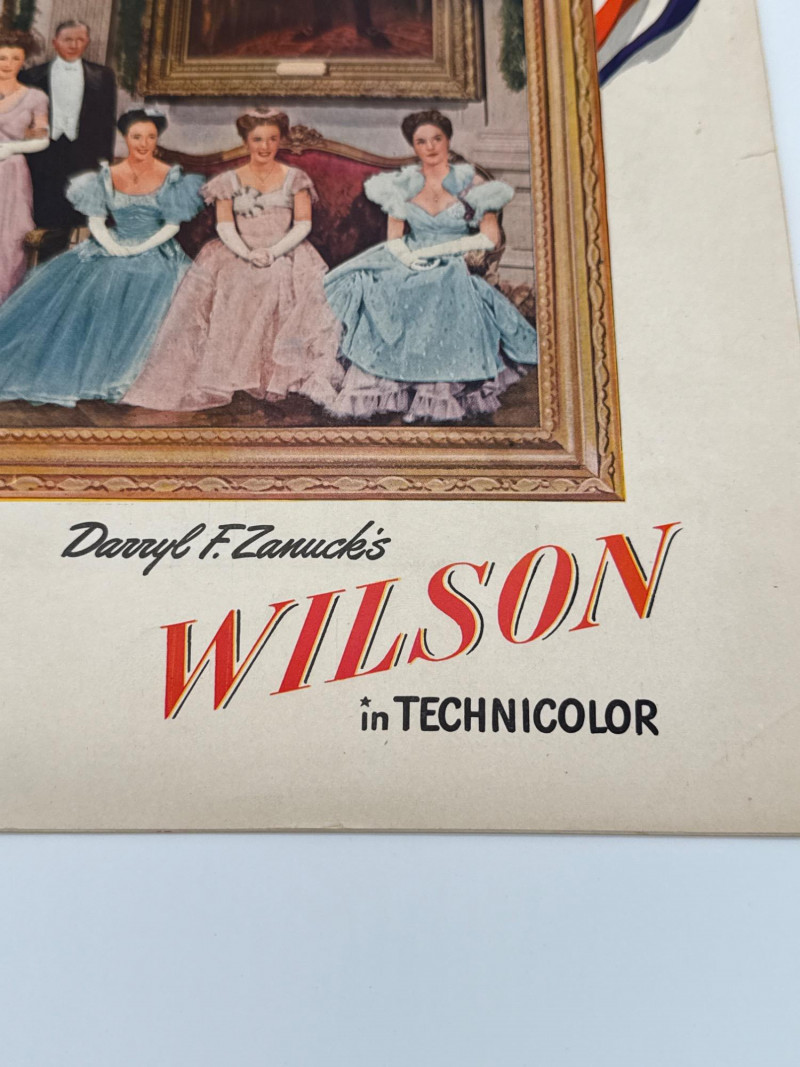 Darryl F. Zanuck's
WILSON
in TECHNICOLOR